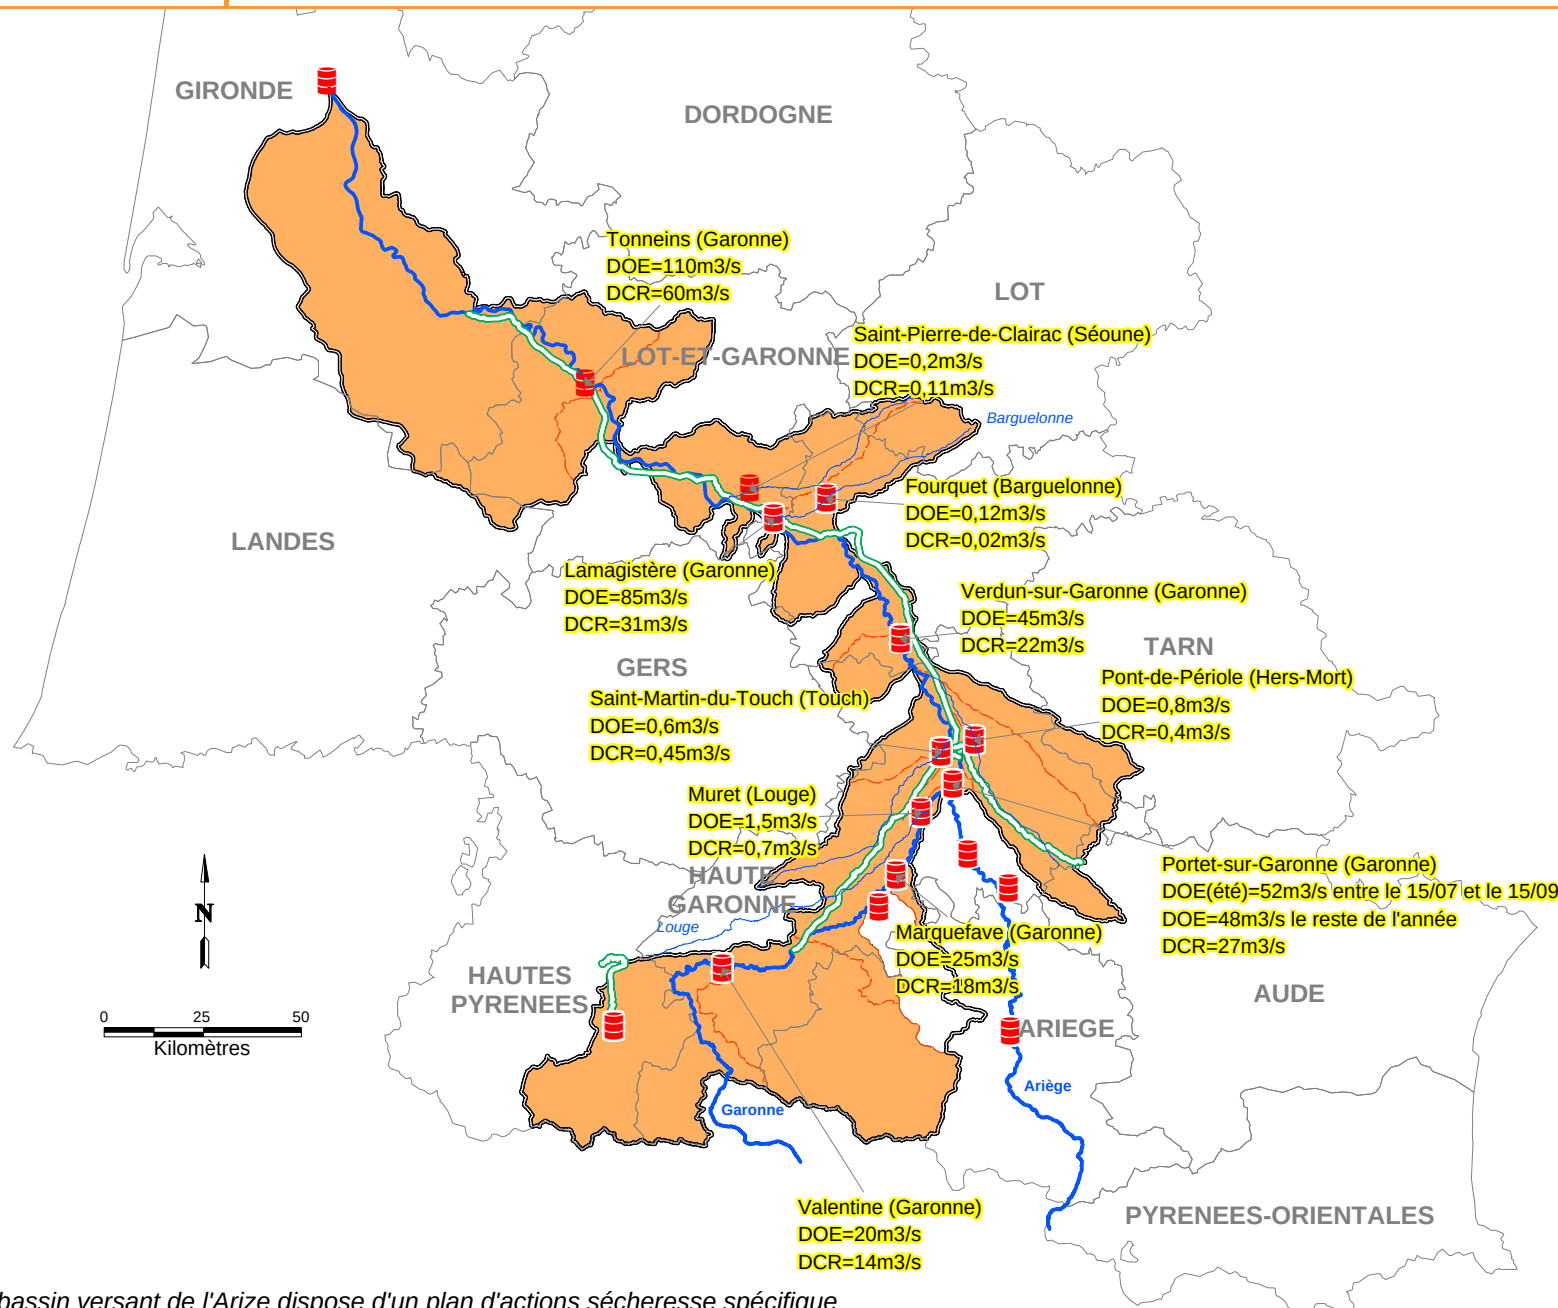 GIRONDE
DORDOGNE
Tonneins (Garonne)
DOE=110m3/s
DCR=60m3/s
LOT
Saint-Pierre-de-Clairac (Séoune)
DOE=0,2m3/s
DCR=0,11m3/s
LOT-ET-GARONNE
Barguelonne
Fourquet (Barguelonne)
DOE=0,12m3/s
DCR=0,02m3/s
LANDES
Lamagistère (Garonne)
DOE=85m3/s
DCR=31m3/s
Verdun-sur-Garonne (Garonne)
DOE=45m3/s
DCR=22m3/s
TARN
GERS
Pont-de-Périole (Hers-Mort)
DOE=0,8m3/s
DCR=0,4m3/s
Saint-Martin-du-Touch (Touch)
DOE=0,6m3/s
DCR=0,45m3/s
Muret (Louge)
DOE=1,5m3/s
DCR=0,7m3/s
HAUTE
GARONNE
Louge
Portet-sur-Garonne (Garonne)
DOE(été)=52m3/s entre le 15/07 et le 15/09
DOE=48m3/s le reste de l'année
DCR=27m3/s
N
Marquefave (Garonne)
DOE=25m3/s
DCR=18m3/s
HAUTES
PYRENEES
AUDE
0 25 50
Kilomètres
ARIEGE
Ariège
Garonne
Valentine (Garonne)
DOE=20m3/s
DCR=14m3/s
PYRENEES-ORIENTALES
bassin versant de l'Arize dispose d'un plan d'actions sécheresse spécifique